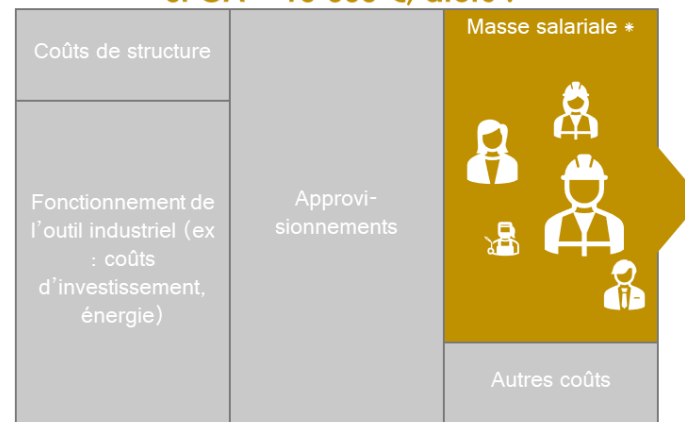 Coûts de structure
Fonctionnement de
l'outil industriel (ex
: coûts
d'investissement,
énergie)
Approvi-
sionnements
Masse salariale *
Autres coûts